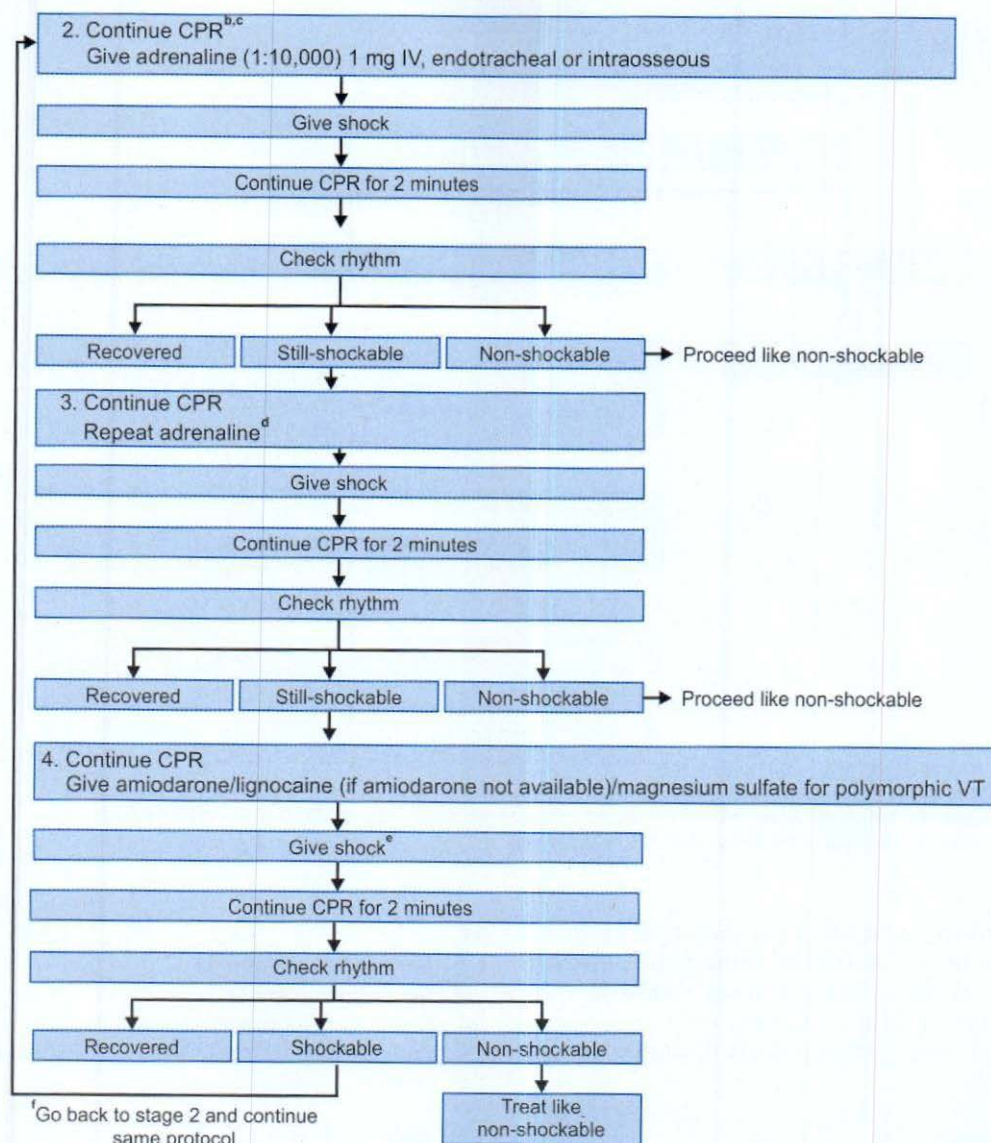 2. Continue CPR b,c
Give adrenaline (1:10,000) 1 mg IV, endotracheal or intraosseous
Give shock
Continue CPR for 2 minutes
Check rhythm
Recovered
Still-shockable
Non-shockable
Proceed like non-shockable
3. Continue CPR
Repeat adrenaline d
Give shock
Continue CPR for 2 minutes
Check rhythm
Recovered
Still-shockable
Non-shockable
Proceed like non-shockable
4. Continue CPR
Give amiodarone/lignocaine (if amiodarone not available)/magnesium sulfate for polymorphic VT
Give shock e
Continue CPR for 2 minutes
Check rhythm
Recovered
Shockable
Non-shockable
f Go back to stage 2 and continue
same protocol
Treat like
non-shockable